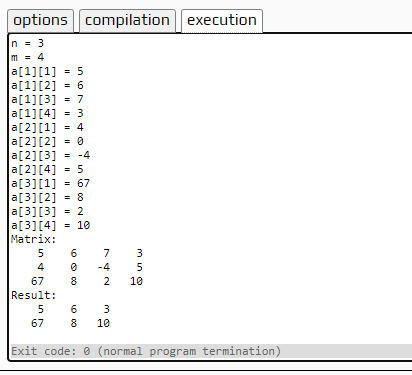 options compilation execution
n = 3
m = 4
a[1][1] = 5
a[1][2] = 6
a[1][3] = 7
a[1][4] = 3
a[2][1] = 4
a[2][2] = 0
a[2][3] = -4
a[2][4] = 5
a[3][1] = 67
a[3][2] = 8
a[3][3] = 2
a[3][4] = 10
Matrix:
    5    6    7    3
    4    0   -4    5
   67    8    2   10
Result:
    5    6    3
   67    8   10
Exit code: 0 (normal program termination)